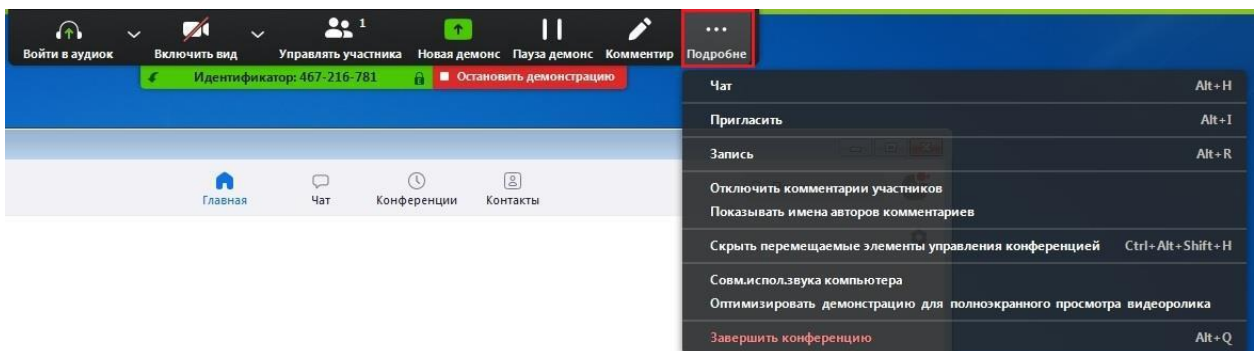 1
Войти в аудиок Включить вид Управлять участника Новая демонс Пауза демонс Комментир Подробне
Идентификатор: 467-216-781 Остановить демонстрацию
Чат Alt+H
Пригласить Alt+I
Запись Alt+R
Главная Чат Конференции Контакты
Отключить комментарии участников
Показывать имена авторов комментариев
Скрыть перемещаемые элементы управления конференцией Ctrl+Alt+Shift+H
Совм.испол.звука компьютера
Оптимизировать демонстрацию для полноэкранного просмотра видеоролика
Завершить конференцию Alt+Q